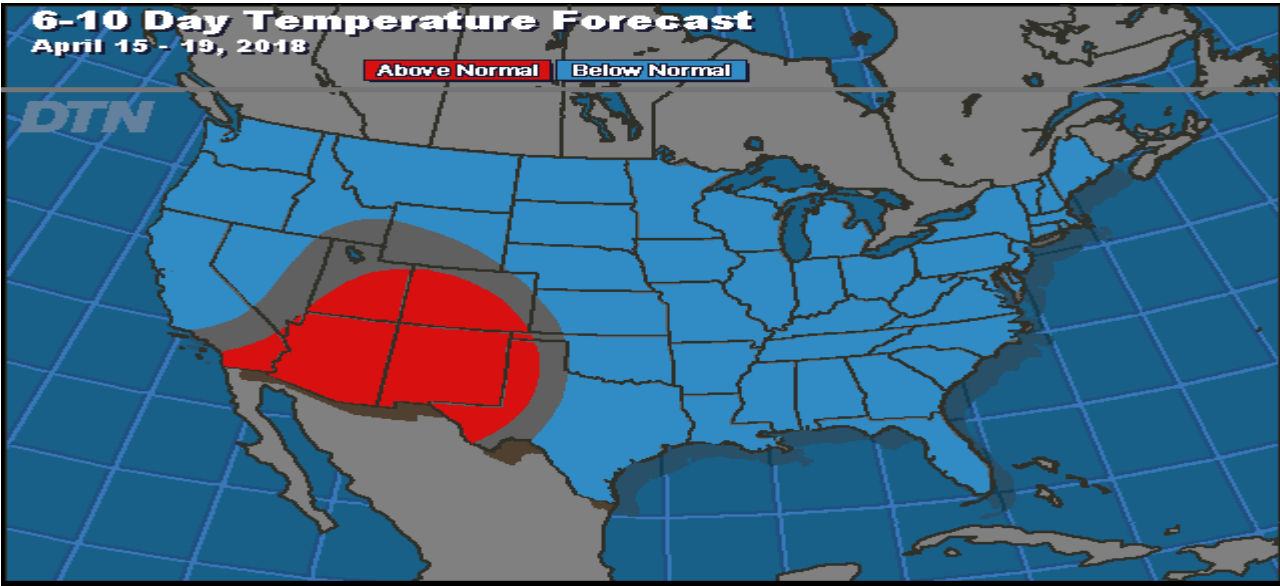 6-10 Day Temperature Forecast
April 15 - 19, 2018
Above Normal Below Normal
DTN